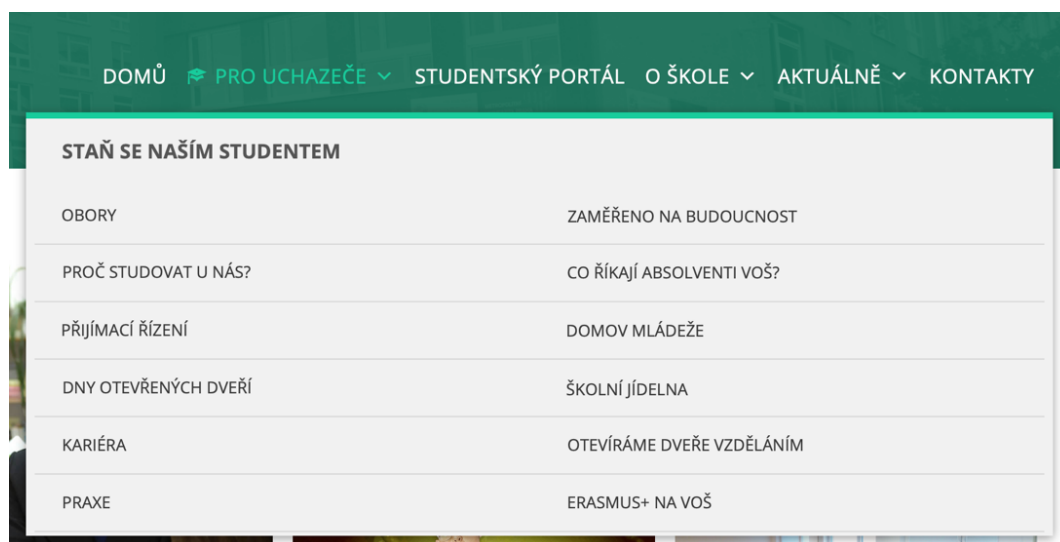 DOMŮ PRO UCHAZEČE STUDENTSKÝ PORTÁL O ŠKOLE AKTUÁLNĚ KONTAKTY
STAŇ SE NAŠÍM STUDENTEM
OBORY
ZAMĚŘENO NA BUDOUCNOST
PROČ STUDOVAT U NÁS?
CO ŘÍKAJÍ ABSOLVENTI VOŠ?
PŘIJÍMACÍ ŘÍZENÍ
DOMOV MLÁDEŽE
DNY OTEVŘENÝCH DVEŘÍ
ŠKOLNÍ JÍDELNA
KARIÉRA
OTEVÍRÁME DVEŘE VZDĚLÁNÍM
PRAXE
ERASMUS+ NA VOŠ